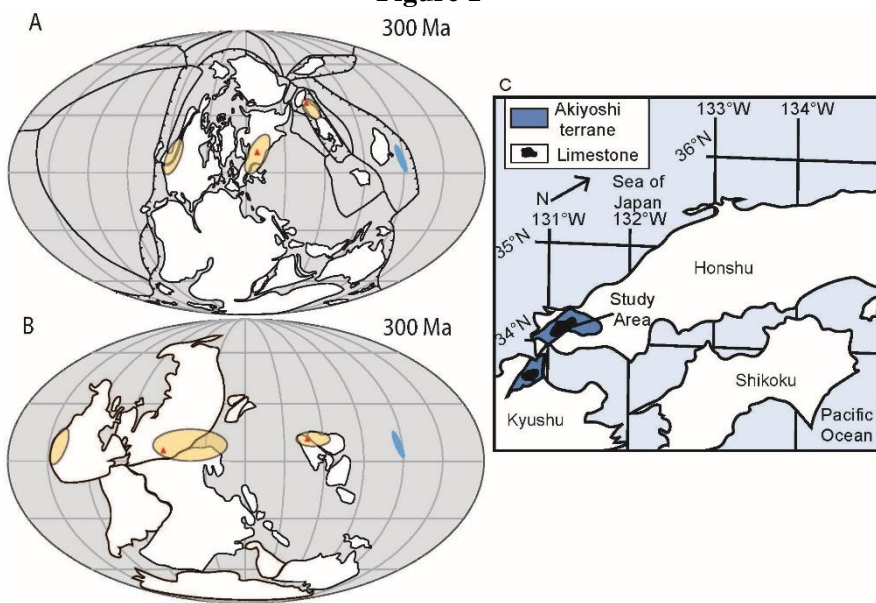 Figure 1
A
300 Ma
B
300 Ma
C
Akiyoshi
terrane
Limestone
133°W
134°W
36°N
Sea of
Japan
N
131°W
132°W
35°N
Honshu
Study
Area
34°N
Shikoku
Kyushu
Pacific
Ocean